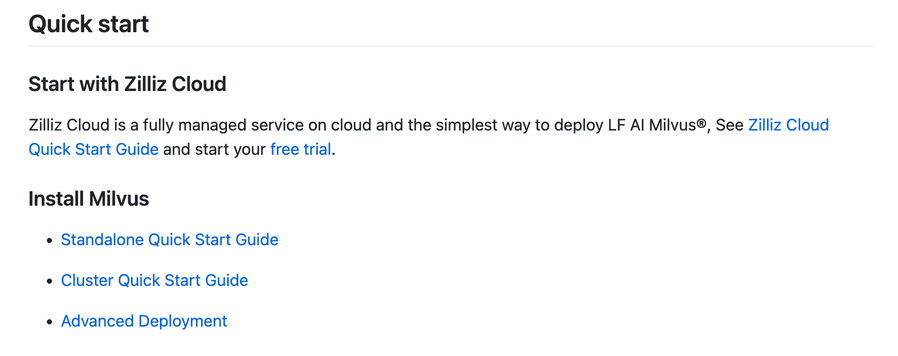 Quick start
Start with Zilliz Cloud
Zilliz Cloud is a fully managed service on cloud and the simplest way to deploy LF AI Milvus®, See Zilliz Cloud
Quick Start Guide and start your free trial.
Install Milvus
• Standalone Quick Start Guide
• Cluster Quick Start Guide
• Advanced Deployment